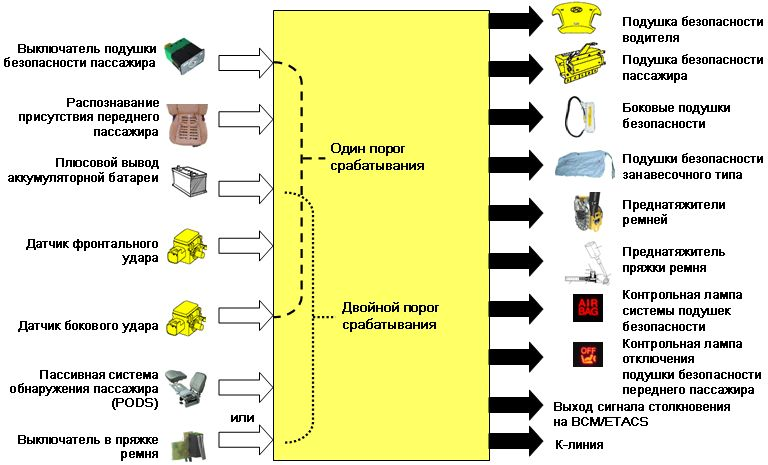 Выключатель подушки
безопасности пассажира
Распознавание
присутствия переднего
пассажира
Плюсовой вывод
аккумуляторной батареи
Датчик фронтального
удара
Датчик бокового удара
Пассивная система
обнаружения пассажира
(PODS)
или
Выключатель в пряжке
ремня
Один порог
срабатывания
Двойной порог
срабатывания
Подушка безопасности
водителя
Подушка безопасности
пассажира
Боковые подушки
безопасности
Подушки безопасности
занавесочного типа
Преднатяжители
ремней
Преднатяжитель
пряжки ремня
AIR
BAG
Контрольная лампа
системы подушек
безопасности
OFF
Контрольная лампа
отключения
подушки безопасности
переднего пассажира
Выход сигнала столкновения
на BCM/ETACS
К-линия